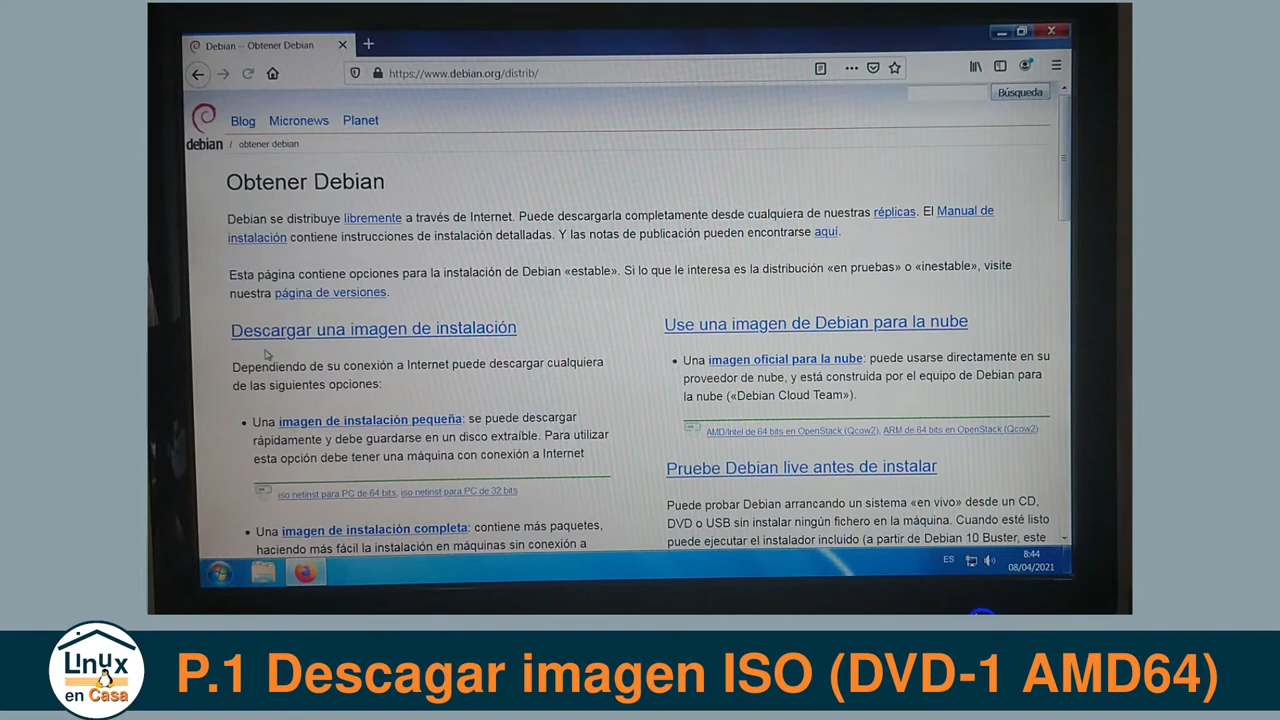 Debian -- Obtener Debian
https://www.debian.org/distrib/
Búsqueda
Blog Micronews Planet
debian / obtener debian
Obtener Debian
Debian se distribuye libremente a través de Internet. Puede descargarla completamente desde cualquiera de nuestras réplicas. El Manual de
instalación contiene instrucciones de instalación detalladas. Y las notas de publicación pueden encontrarse aquí.
Esta página contiene opciones para la instalación de Debian «estable». Si lo que le interesa es la distribución «en pruebas» o «inestable», visite
nuestra página de versiones.
Descargar una imagen de instalación
Dependiendo de su conexión a Internet puede descargar cualquiera
de las siguientes opciones:
• Una imagen de instalación pequeña: se puede descargar
rápidamente y debe guardarse en un disco extraíble. Para utilizar
esta opción debe tener una máquina con conexión a Internet
iso netinst para PC de 64 bits, iso netinst para PC de 32 bits
• Una imagen de instalación completa: contiene más paquetes,
haciendo más fácil la instalación en máquinas sin conexión a
Use una imagen de Debian para la nube
• Una imagen oficial para la nube: puede usarse directamente en su
proveedor de nube, y está construida por el equipo de Debian para
la nube («Debian Cloud Team»).
AMD/Intel de 64 bits en OpenStack (Qcow2), ARM de 64 bits en OpenStack (Qcow2)
Pruebe Debian live antes de instalar
Puede probar Debian arrancando un sistema «en vivo» desde un CD,
DVD o USB sin instalar ningún fichero en la máquina. Cuando esté listo
puede ejecutar el instalador incluido (a partir de Debian 10 Buster, este
ES
8:44
08/04/2021
Linux
en Casa
P.1 Descagar imagen ISO (DVD-1 AMD64)